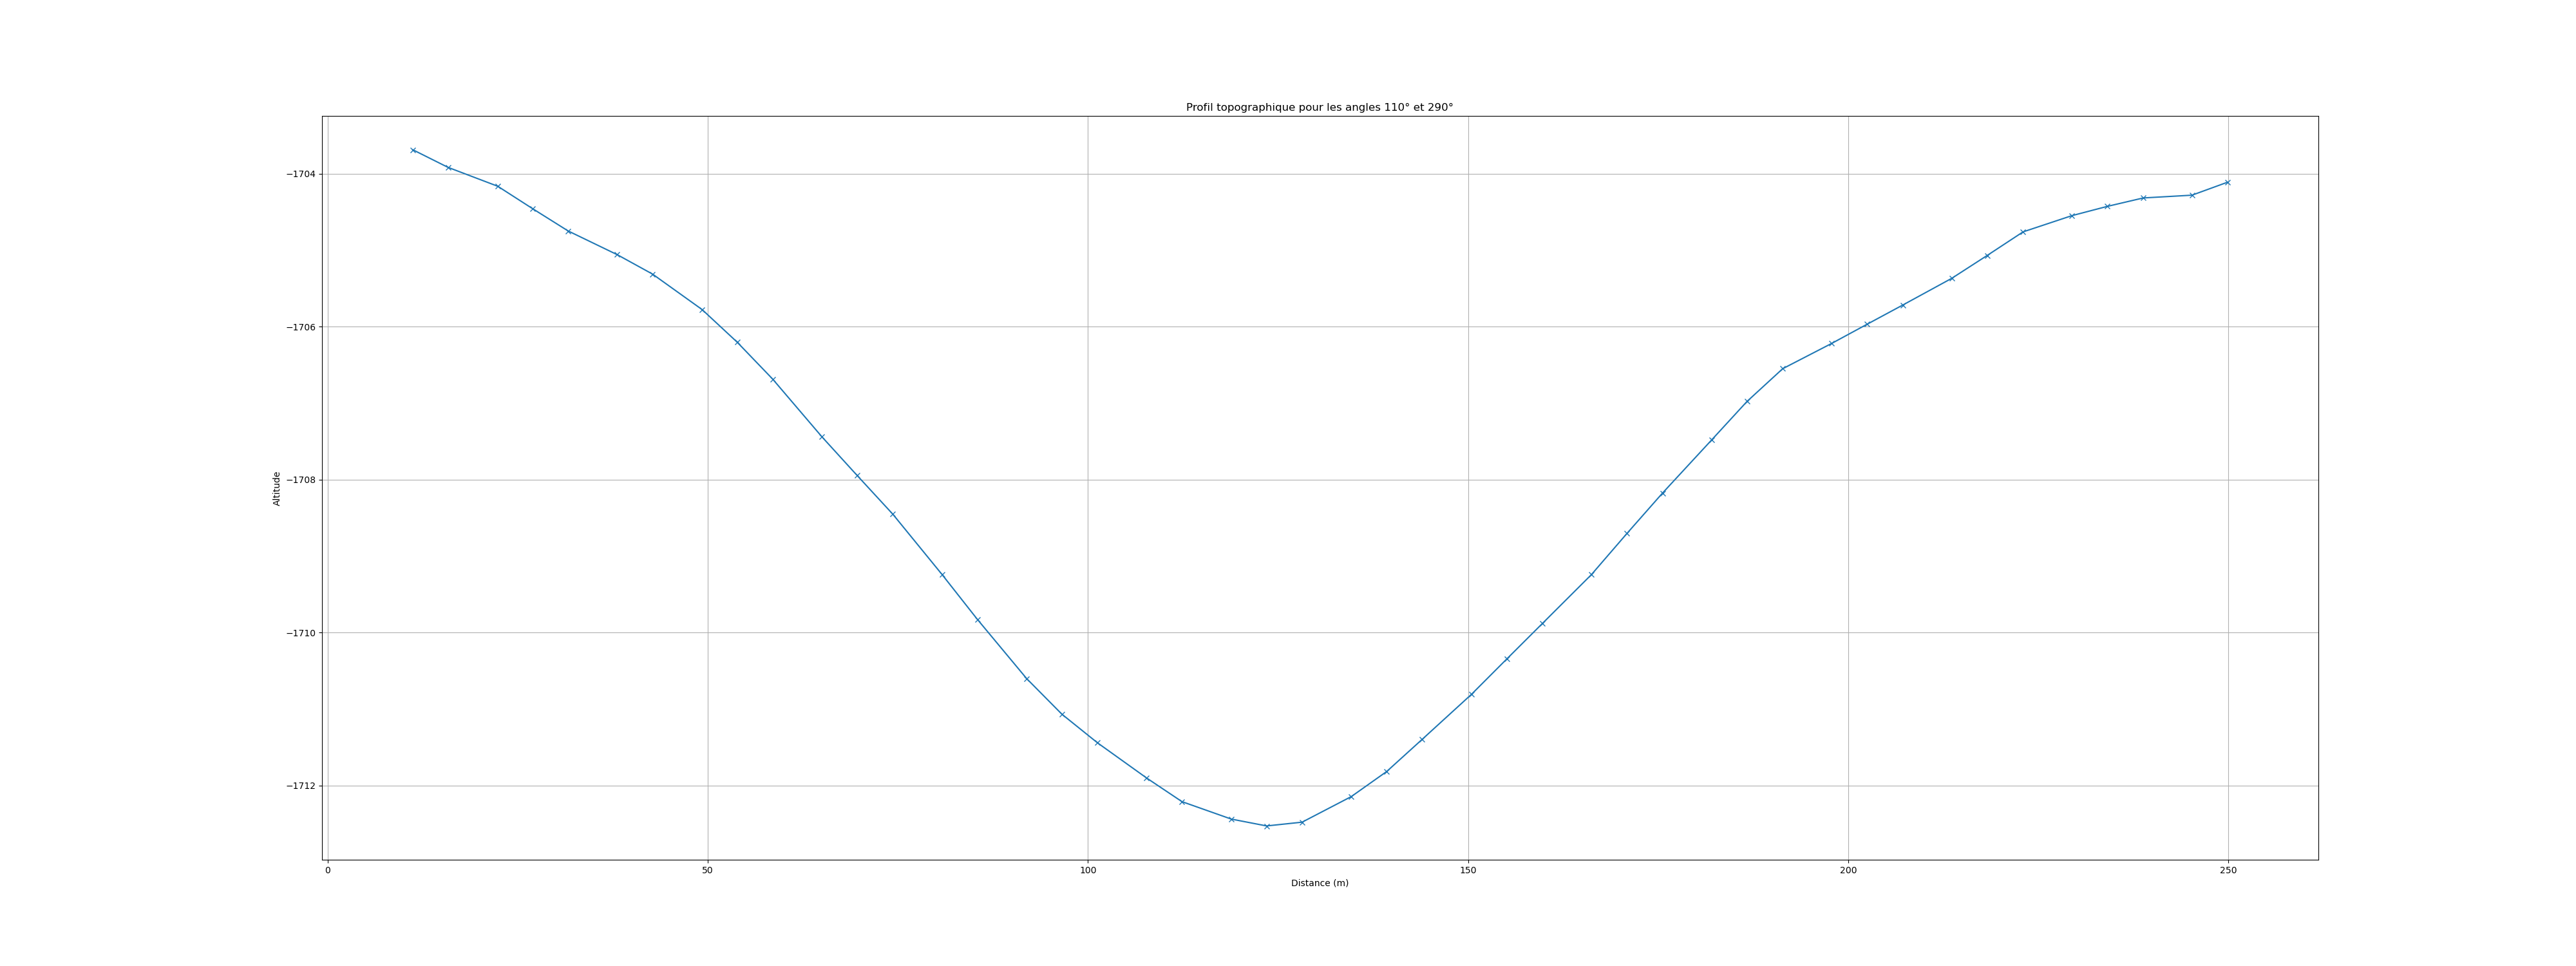 Profil topographique pour les angles 110° et 290°
Altitude
−1704
−1706
−1708
−1710
−1712
0 50 100 150 200 250
Distance (m)